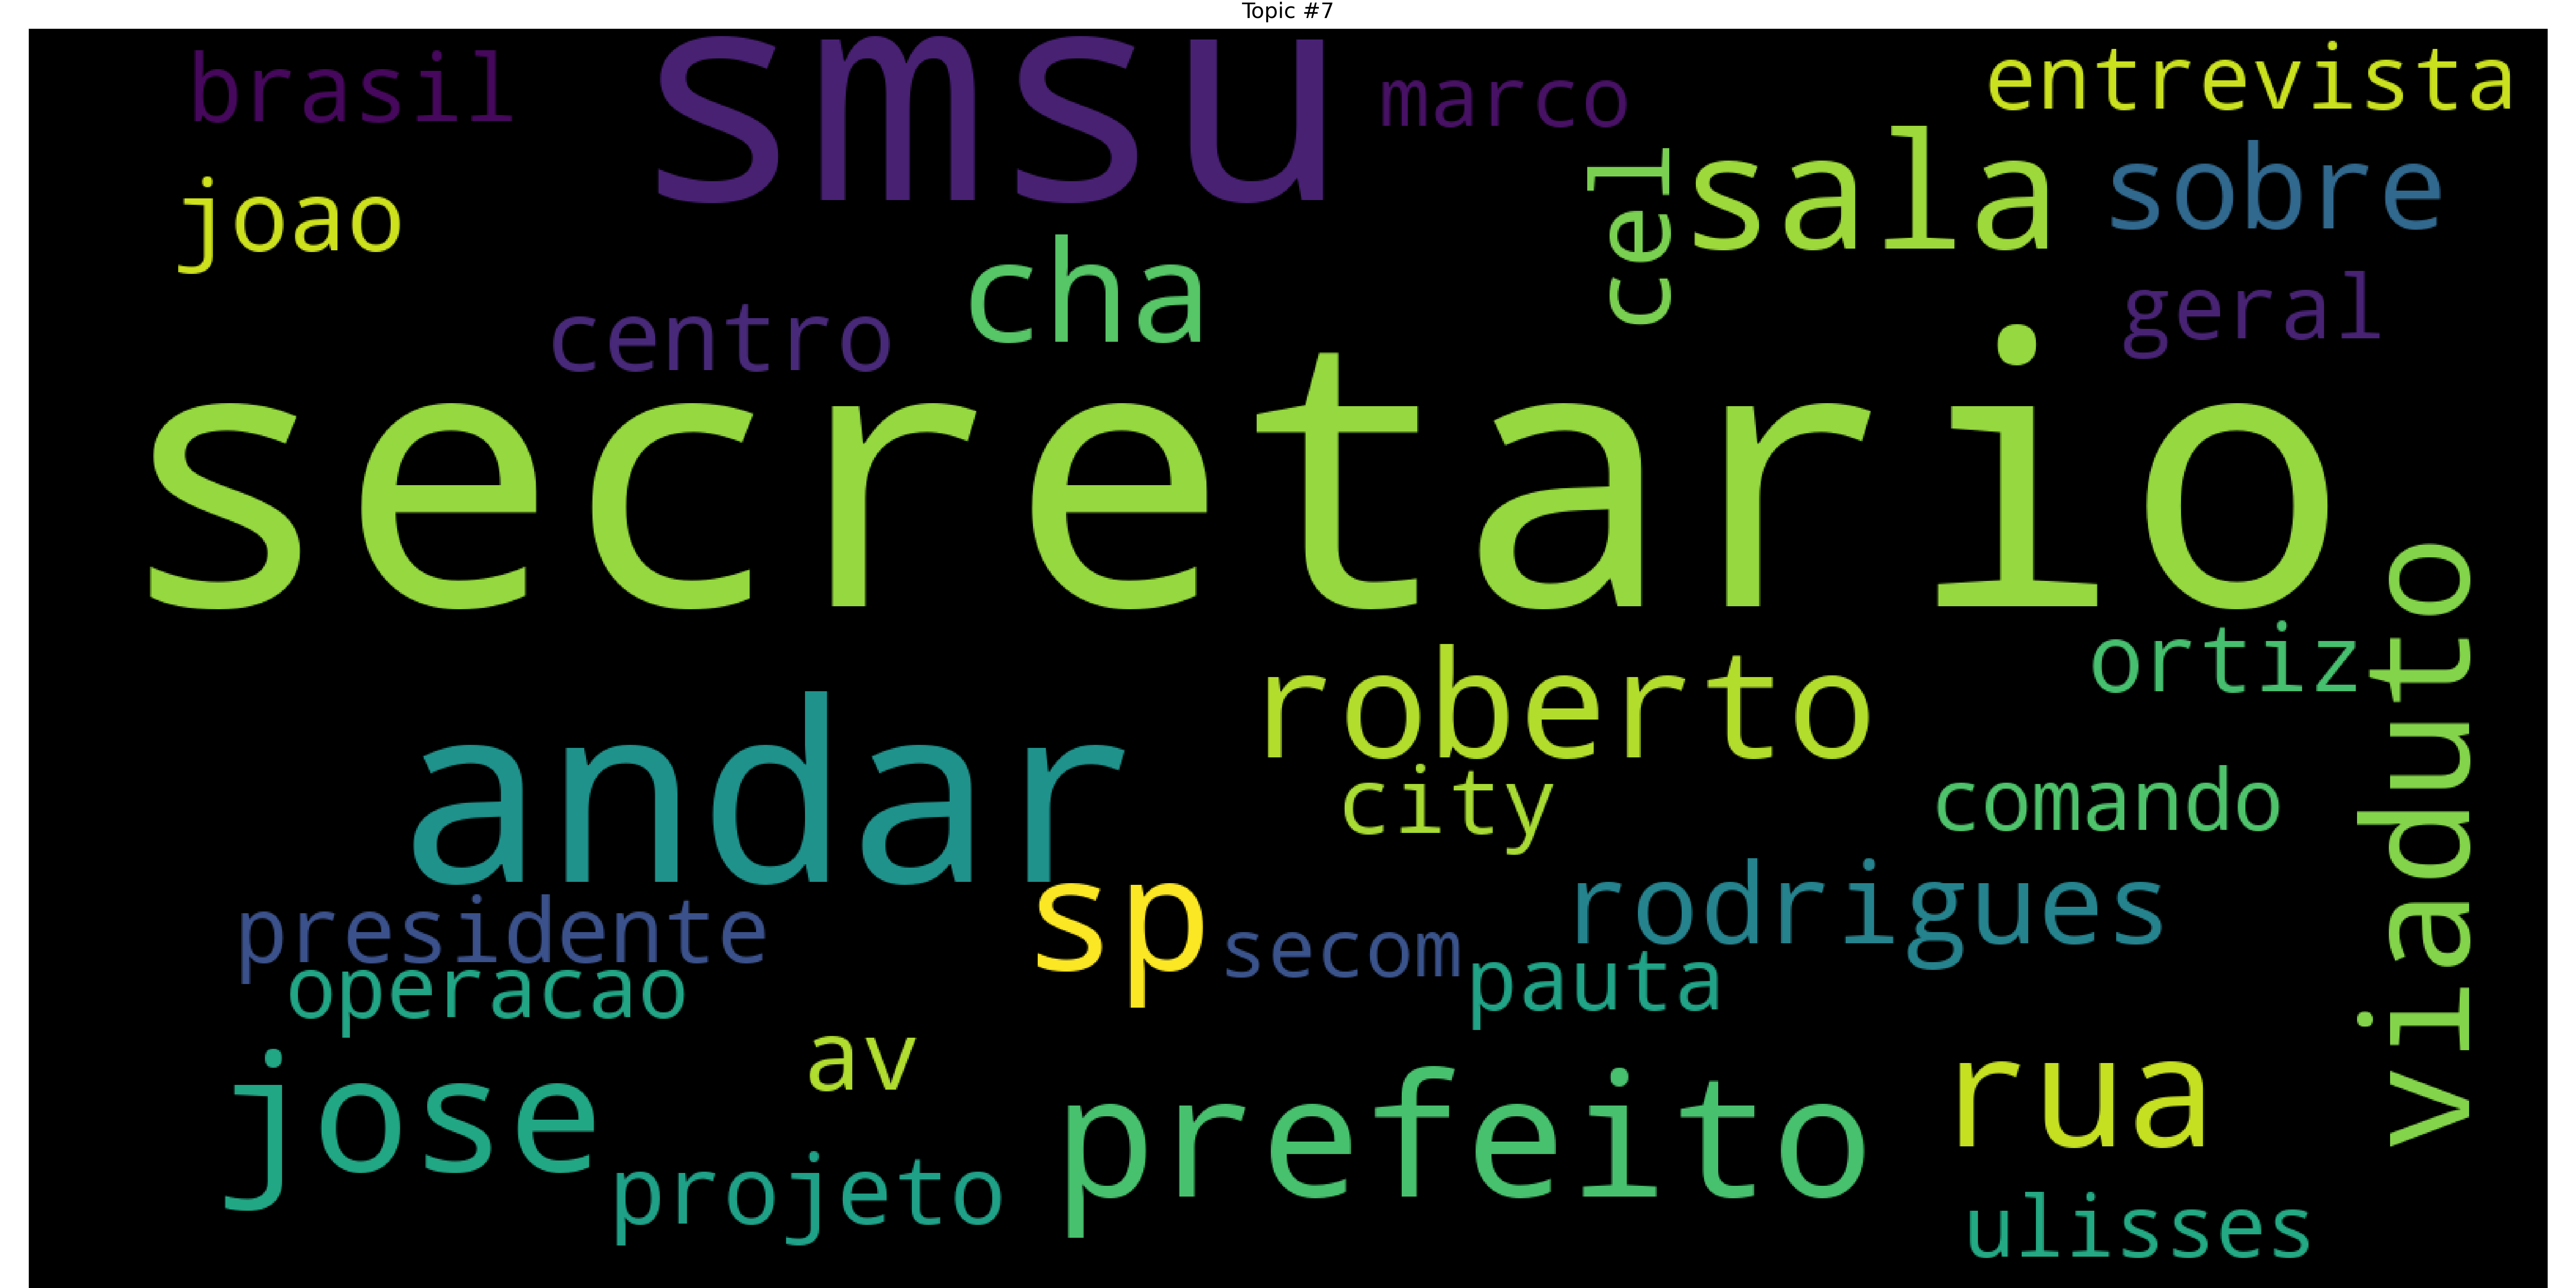 Topic #7
brasil
smsu
marco
entrevista
joao
cel
sala
sobre
centro
cha
geral
secretario
roberto
ortiz
viaduto
andar
city
comando
presidente
sp
secom
rodrigues
operacao
pauta
av
jose
projeto
prefeito
rua
ulisses